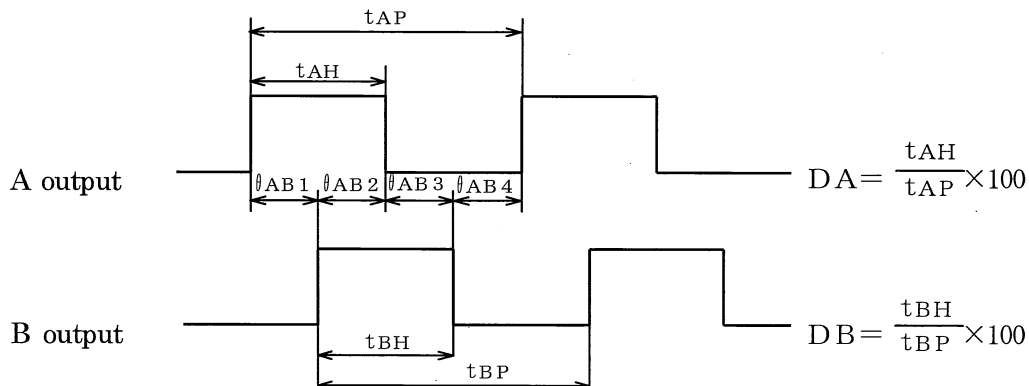 tAP
tAH
A output
θAB1 θAB2 θAB3 θAB4
DA= tAH/tAP ×100
B output
tBH
tBP
DB= tBH/tBP ×100